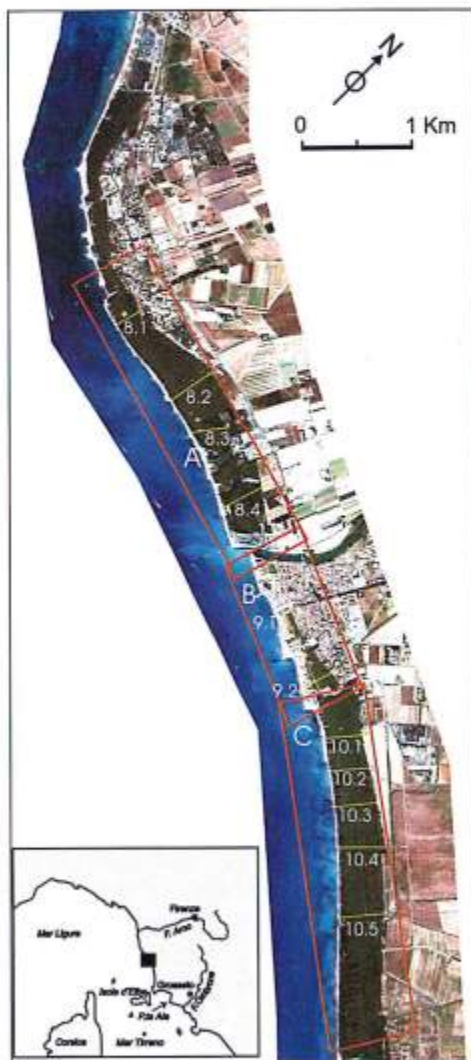 N
0 1 Km
8.1
8.2
8.3
A
8.4
B
9.1
9.2
C
10.1
10.2
10.3
10.4
10.5
Firenze
F. Arno
Mar Ligure
Grosseto
Isola d'Elba
P.ta Ala
Corsica
Mar Tirreno